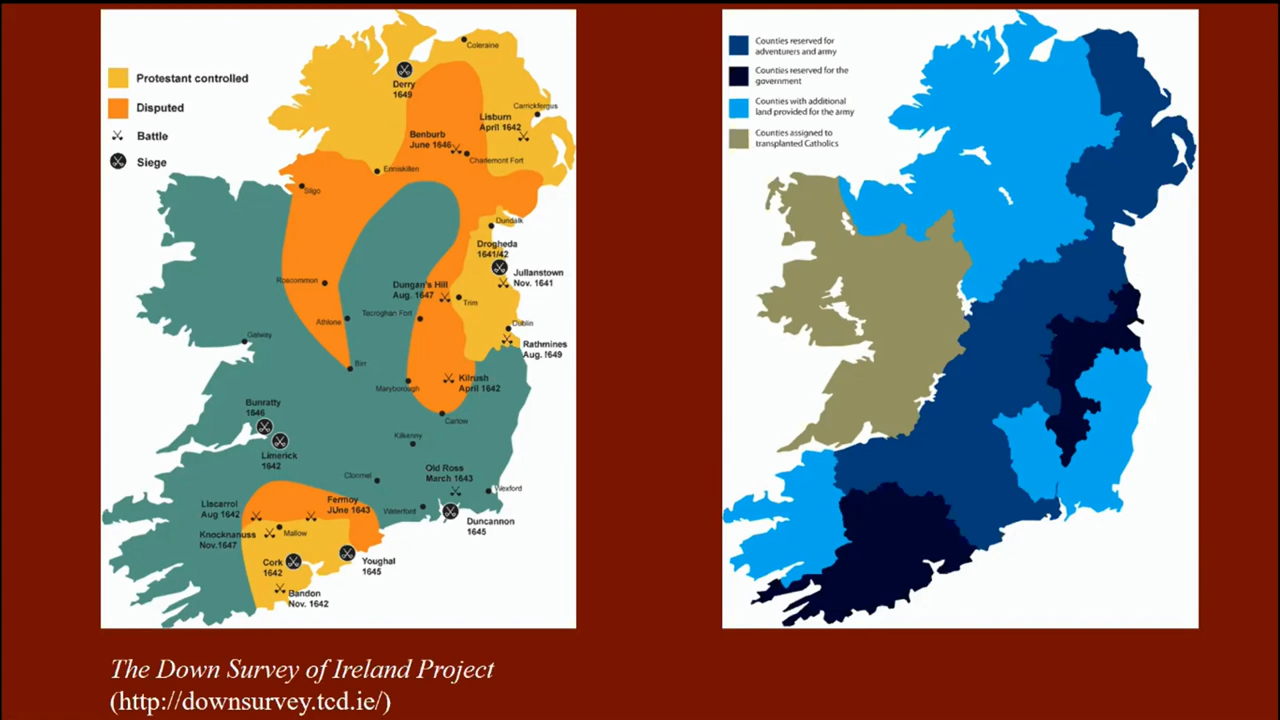 Protestant controlled
Disputed
Battle
Siege
Coleraine
Derry
1649
Carrickfergus
Lisburn
April 1642
Benburb
June 1646
Charlemont Fort
Enniskillen
Sligo
Dundalk
Drogheda
1641/42
Jullanstown
Nov. 1641
Roscommon
Dungan's Hill
Aug. 1647
Trim
Tecroghan Fort
Athlone
Dublin
Galway
Rathmines
Aug. 1649
Birr
Maryborough
Kilrush
April 1642
Bunratty
1646
Carlow
Kilkenny
Limerick
1642
Clonmel
Old Ross
March 1643
Wexford
Liscarrol
Aug 1642
Fermoy
JUne 1643
Waterford
Duncannon
1645
Knocknanuss
Nov.1647
Mallow
Cork
1642
Youghal
1645
Bandon
Nov. 1642
Counties reserved for
adventurers and army
Counties reserved for the
government
Counties with additional
land provided for the army
Counties assigned to
transplanted Catholics
The Down Survey of Ireland Project
(http://downsurvey.tcd.ie/)